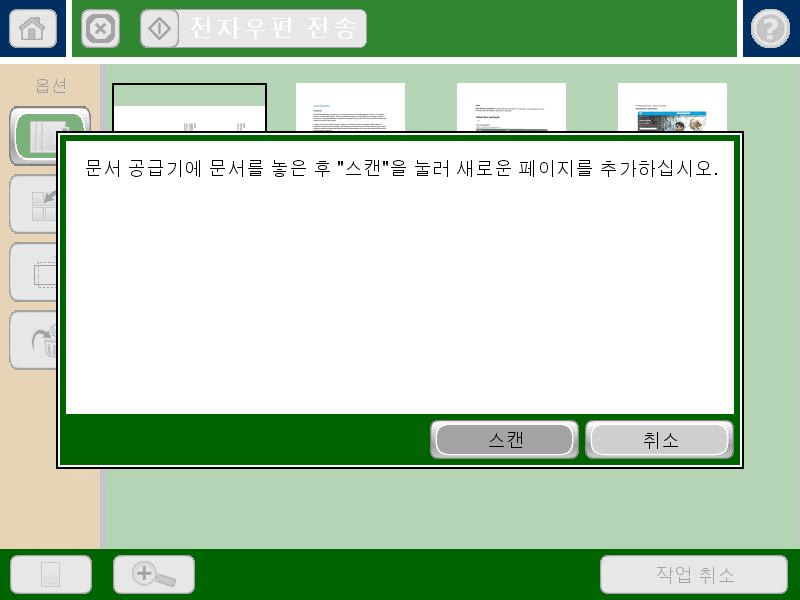 전자우편 전송
옵션
문서 공급기에 문서를 놓은 후 "스캔"을 눌러 새로운 페이지를 추가하십시오.
스캔
취소
작업 취소